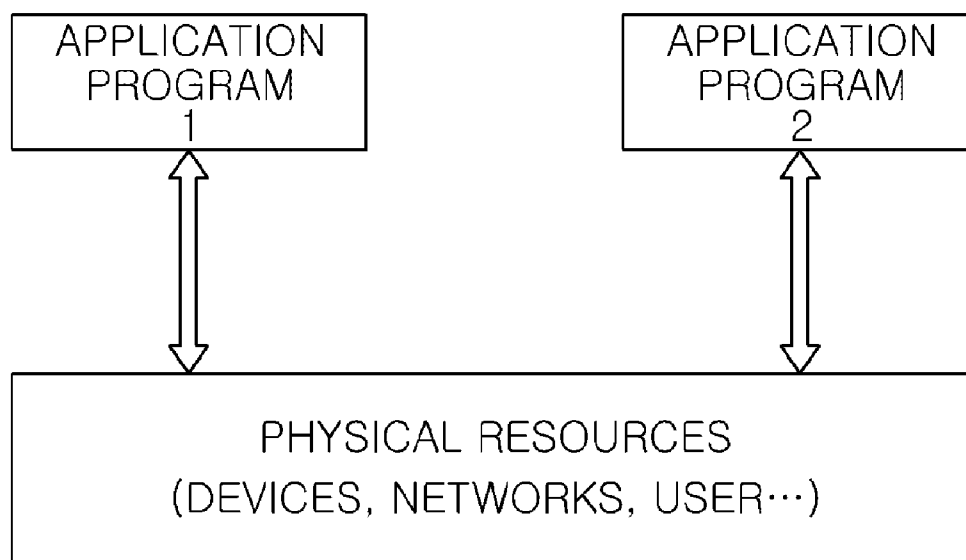 APPLICATION
PROGRAM
1
APPLICATION
PROGRAM
2
PHYSICAL RESOURCES
(DEVICES, NETWORKS, USER···)